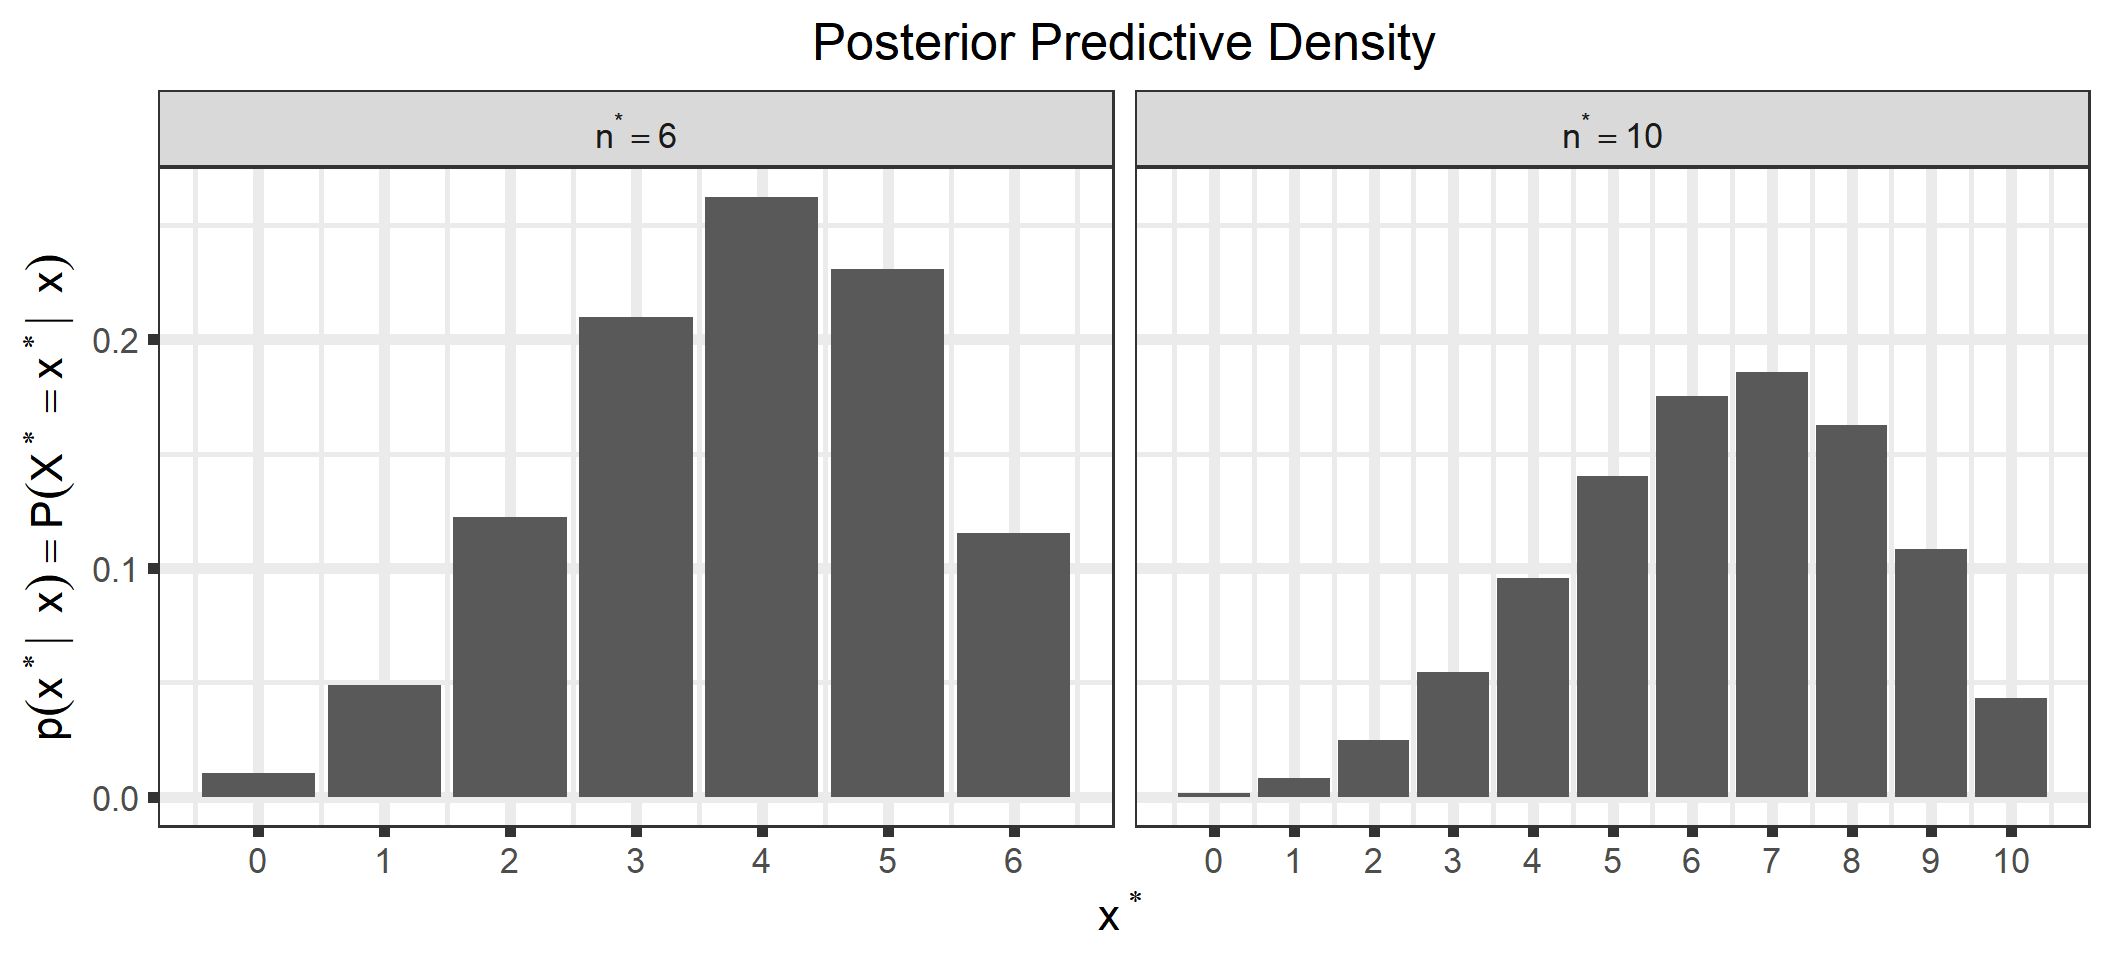 Posterior Predictive Density
n* = 6
n* = 10
p(x* | x) = P(X* = x* | x)
0.2
0.1
0.0
0 1 2 3 4 5 6
0 1 2 3 4 5 6 7 8 9 10
x*